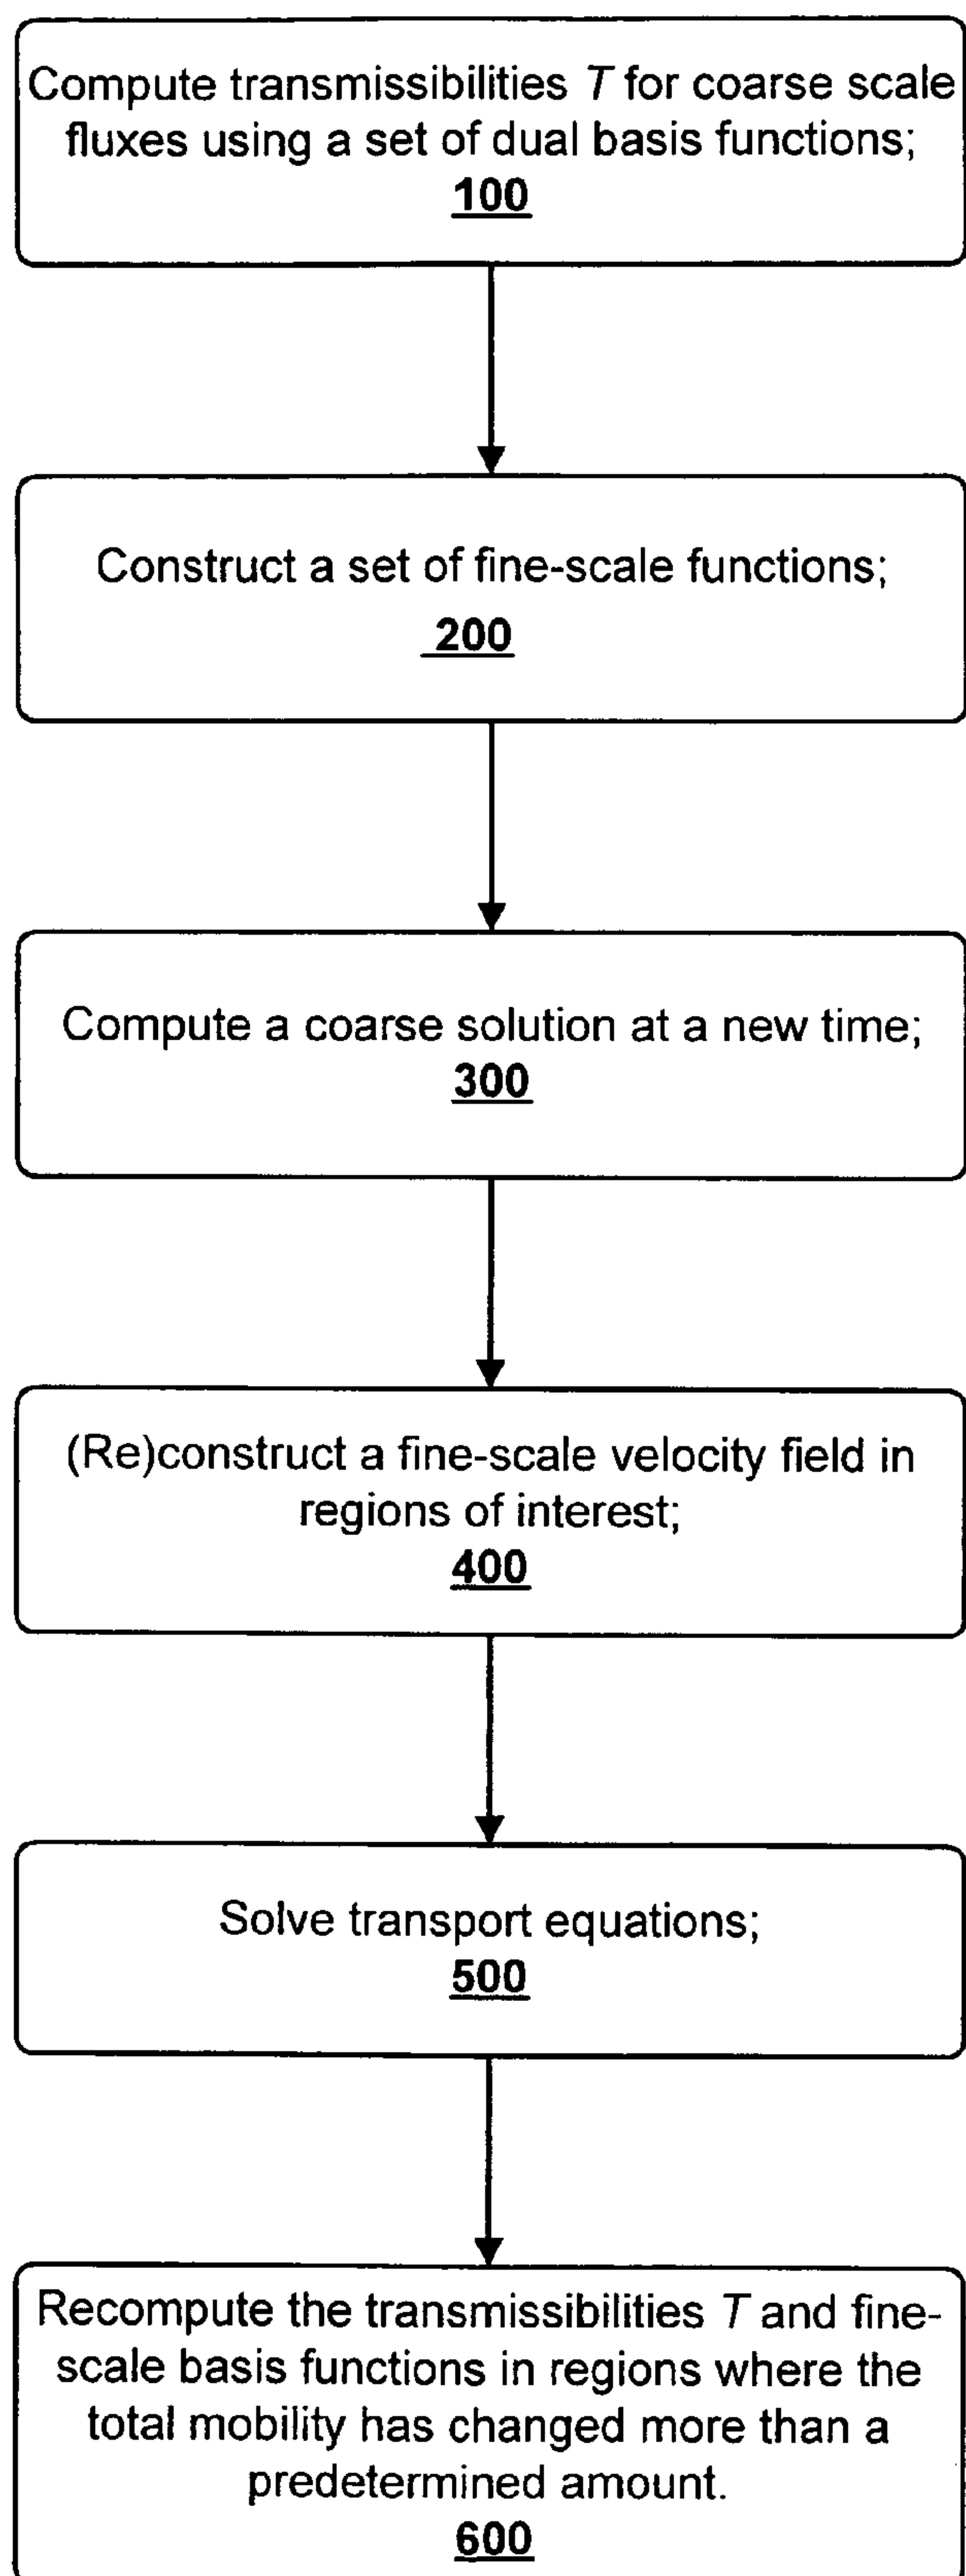 Compute transmissibilities T for coarse scale
fluxes using a set of dual basis functions;
100
Construct a set of fine-scale functions;
200
Compute a coarse solution at a new time;
300
(Re)construct a fine-scale velocity field in
regions of interest;
400
Solve transport equations;
500
Recompute the transmissibilities T and fine-
scale basis functions in regions where the
total mobility has changed more than a
predetermined amount.
600